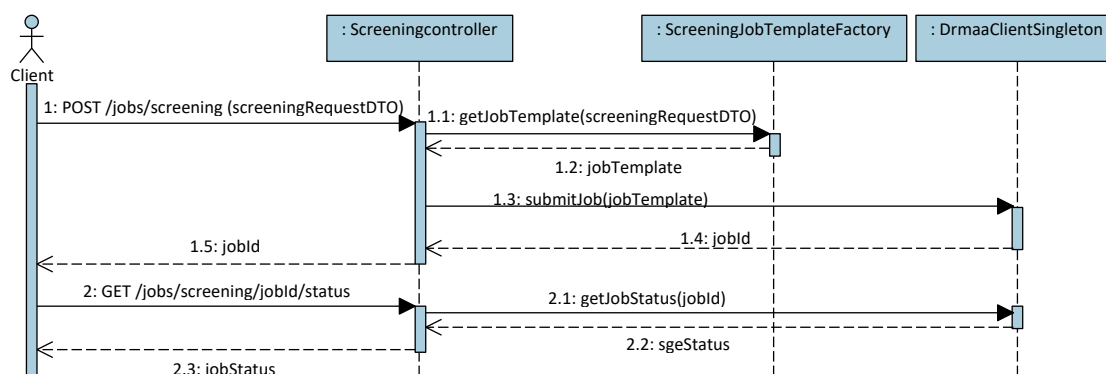 : Screeningcontroller
: ScreeningJobTemplateFactory
: DrmaaClientSingleton
Client
1: POST /jobs/screening (screeningRequestDTO)
1.1: getJobTemplate(screeningRequestDTO)
1.2: jobTemplate
1.3: submitJob(jobTemplate)
1.4: jobId
1.5: jobId
2: GET /jobs/screening/jobId/status
2.1: getJobStatus(jobId)
2.2: sgeStatus
2.3: jobStatus